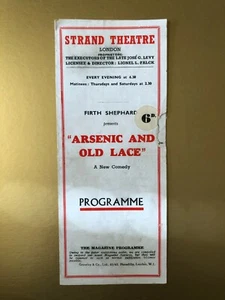 STRAND THEATRE
LONDON
PROPRIETORS:
THE EXECUTORS OF THE LATE JOSE G. LEVY
LICENSEE & DIRECTOR: LIONEL L. FALCK
EVERY EVENING at 6.30
Matinees: Thursdays and Saturdays at 2.30
FIRTH SHEPHARD
presents
6D.
"ARSENIC AND
OLD LACE"
A New Comedy
PROGRAMME
THE MAGAZINE PROGRAMME